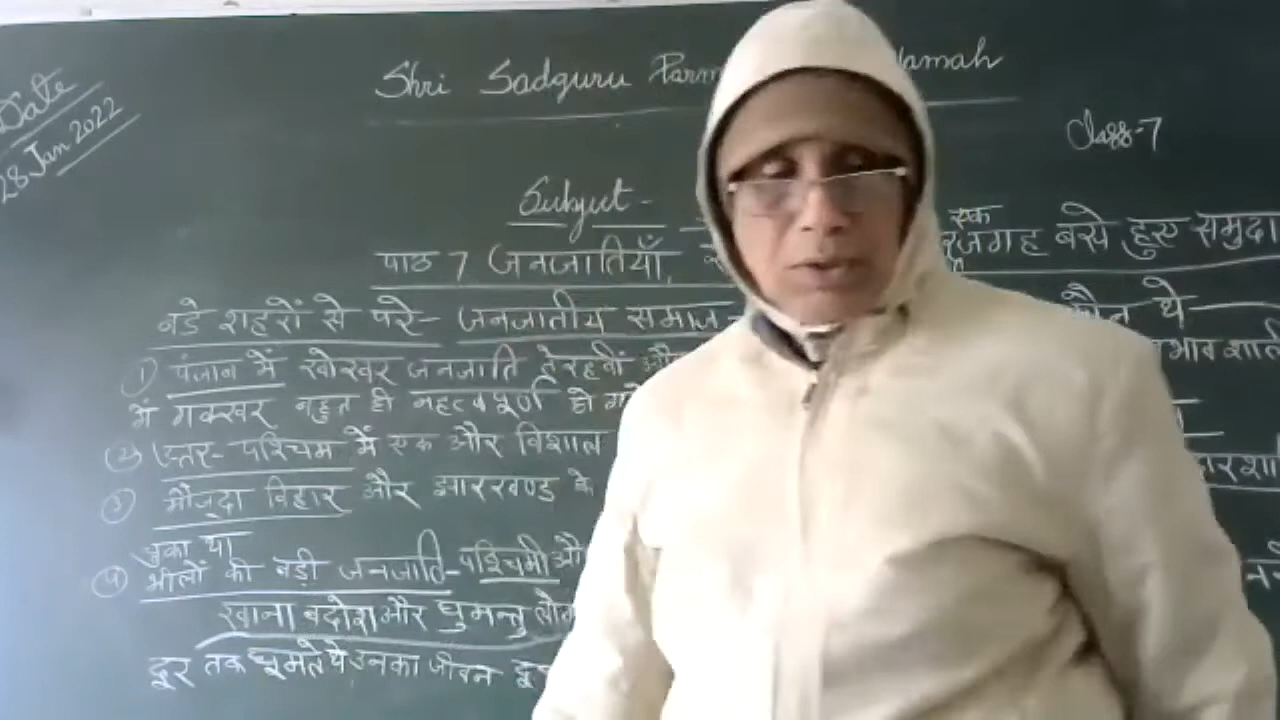 Date
28 Jan 2022
Shri Sadguru Parm amah
Class-7
Subject -
पाठ 7 जनजातियाँ, एक जगह बसे हुए समुदा
बडे शहरों से परे- जनजातीय समाज- कौन थे
① पंजाब में खोखर जनजाति तेरहवीं और भाव शाली
में गक्खर बहुत ही महत्वपूर्ण हो गये
② उत्तर-पश्चिम में एक और विशाल
③ मौजूदा विहार और झारखण्ड के
चुका था
④ भीलों की बड़ी जनजाति-पश्चिमी औ
खाना बदोश और घुमन्तु लोग
दूर तक घूमते थे उनका जीवन दू